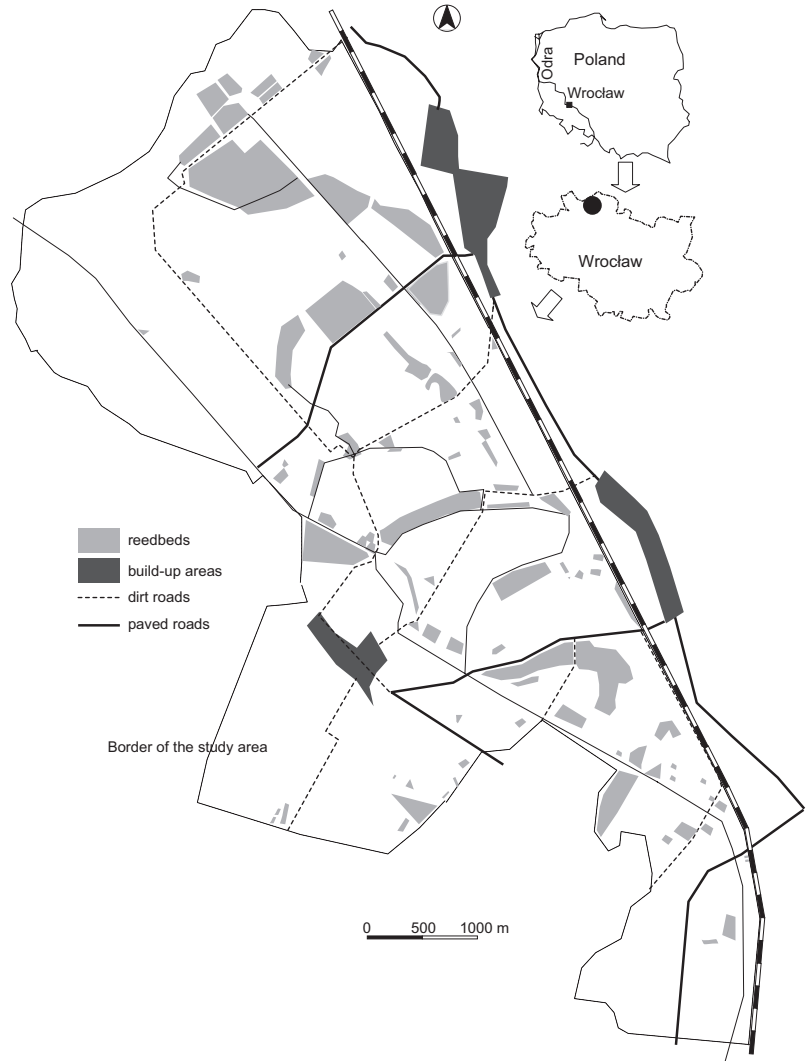 Odra
Poland
Wrocław
Wrocław
reedbeds
build-up areas
dirt roads
paved roads
Border of the study area
0 500 1000 m